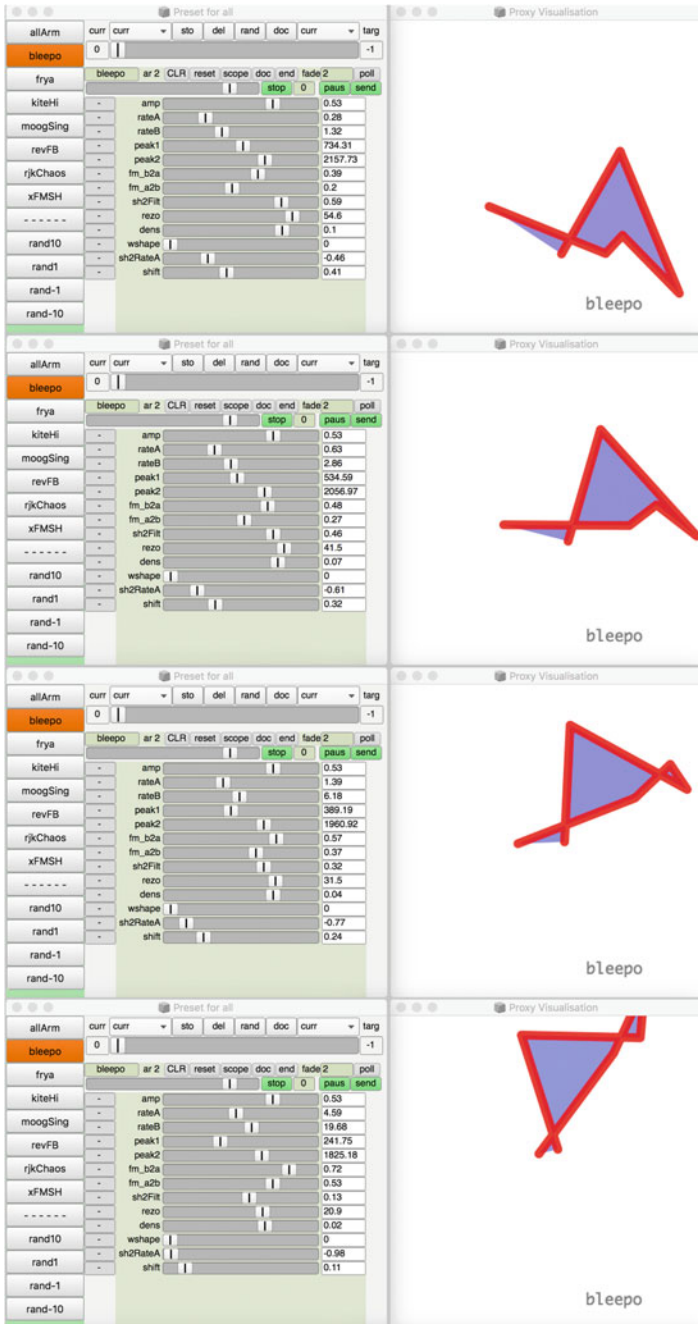 Preset for all
Proxy Visualisation
allArm
curr curr sto del rand doc curr targ
bleepo
0 -1
frya
bleepo ar 2 CLR reset scope doc end fade 2 poll
stop 0 paus send
kiteHi
- amp 0.53
- rateA 0.28
moogSing
- rateB 1.32
- peak1 734.31
revFB
- peak2 2157.73
rjkChaos
- fm_b2a 0.39
- fm_a2b 0.2
xFMSH
- sh2Filt 0.59
- rezo 54.6
------
- dens 0.1
rand10
- wshape 0
- sh2RateA -0.46
rand1
- shift 0.41
rand-1
rand-10
bleepo
Preset for all
Proxy Visualisation
allArm
curr curr sto del rand doc curr targ
bleepo
0 -1
frya
bleepo ar 2 CLR reset scope doc end fade 2 poll
stop 0 paus send
kiteHi
- amp 0.53
- rateA 0.63
moogSing
- rateB 2.86
- peak1 534.59
revFB
- peak2 2056.97
rjkChaos
- fm_b2a 0.48
- fm_a2b 0.27
xFMSH
- sh2Filt 0.46
- rezo 41.5
------
- dens 0.07
rand10
- wshape 0
- sh2RateA -0.61
rand1
- shift 0.32
rand-1
rand-10
bleepo
Preset for all
Proxy Visualisation
allArm
curr curr sto del rand doc curr targ
bleepo
0 -1
frya
bleepo ar 2 CLR reset scope doc end fade 2 poll
stop 0 paus send
kiteHi
- amp 0.53
- rateA 1.39
moogSing
- rateB 6.18
- peak1 389.19
revFB
- peak2 1960.92
rjkChaos
- fm_b2a 0.57
- fm_a2b 0.37
xFMSH
- sh2Filt 0.32
- rezo 31.5
------
- dens 0.04
rand10
- wshape 0
- sh2RateA -0.77
rand1
- shift 0.24
rand-1
rand-10
bleepo
Preset for all
Proxy Visualisation
allArm
curr curr sto del rand doc curr targ
bleepo
0 -1
frya
bleepo ar 2 CLR reset scope doc end fade 2 poll
stop 0 paus send
kiteHi
- amp 0.53
- rateA 4.59
moogSing
- rateB 19.68
- peak1 241.75
revFB
- peak2 1825.18
rjkChaos
- fm_b2a 0.72
- fm_a2b 0.53
xFMSH
- sh2Filt 0.13
- rezo 20.9
------
- dens 0.02
rand10
- wshape 0
- sh2RateA -0.98
rand1
- shift 0.11
rand-1
rand-10
bleepo